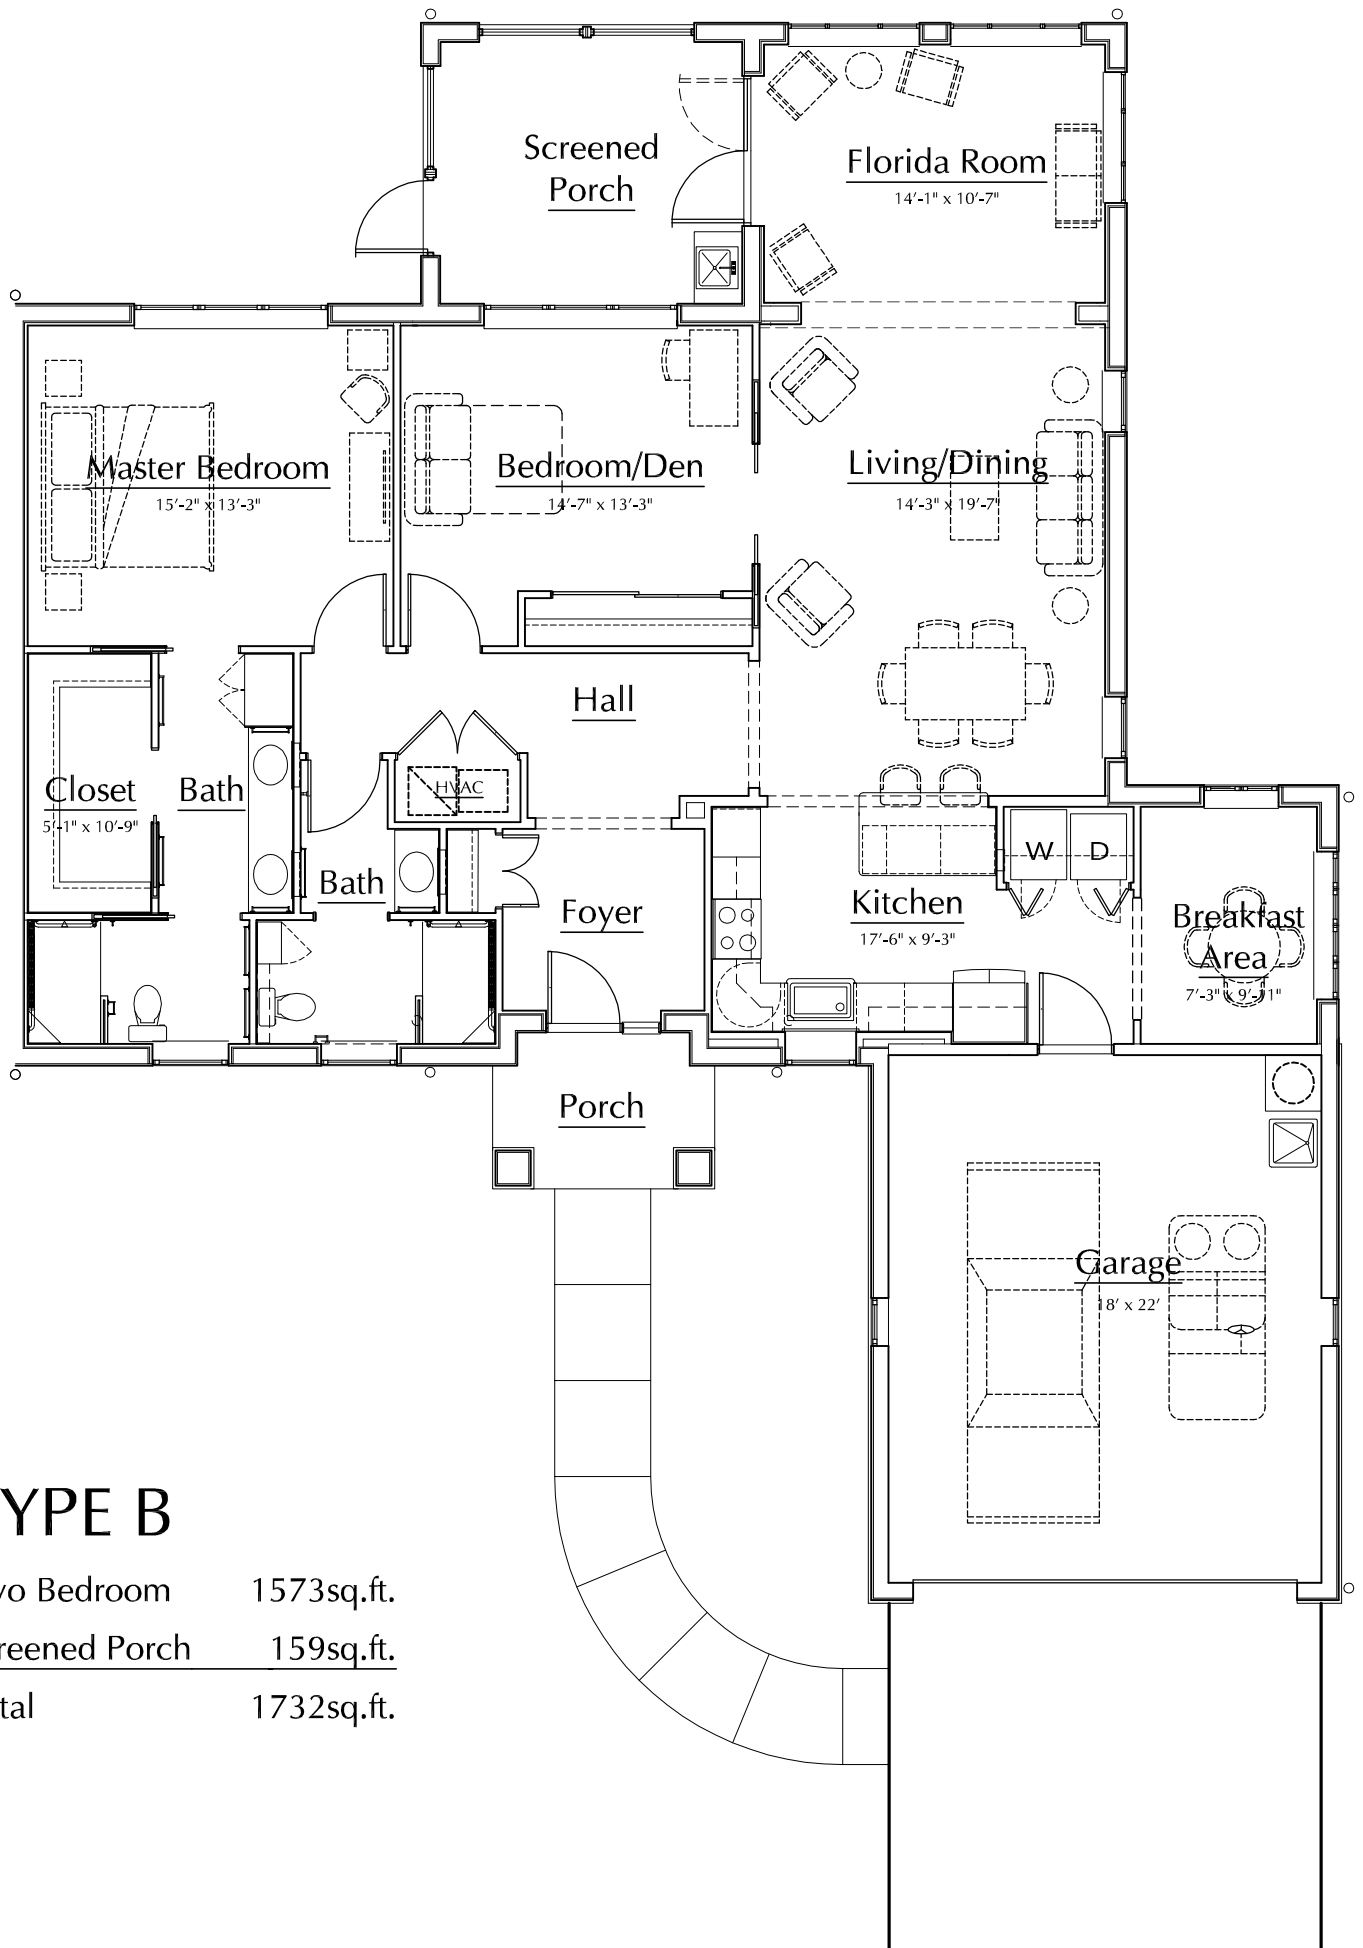 Screened
Porch
Florida Room
14'-1" x 10'-7"
Master Bedroom
15'-2" x 13'-3"
Bedroom/Den
14'-7" x 13'-3"
Living/Dining
14'-3" x 19'-7"
Hall
Closet
5'-1" x 10'-9"
Bath
HVAC
Bath
Foyer
Kitchen
17'-6" x 9'-3"
W
D
Breakfast
Area
7'-3" x 9'-11"
Porch
Garage
18' x 22'
YPE B
vo Bedroom 1573sq.ft.
reened Porch 159sq.ft.
tal 1732sq.ft.